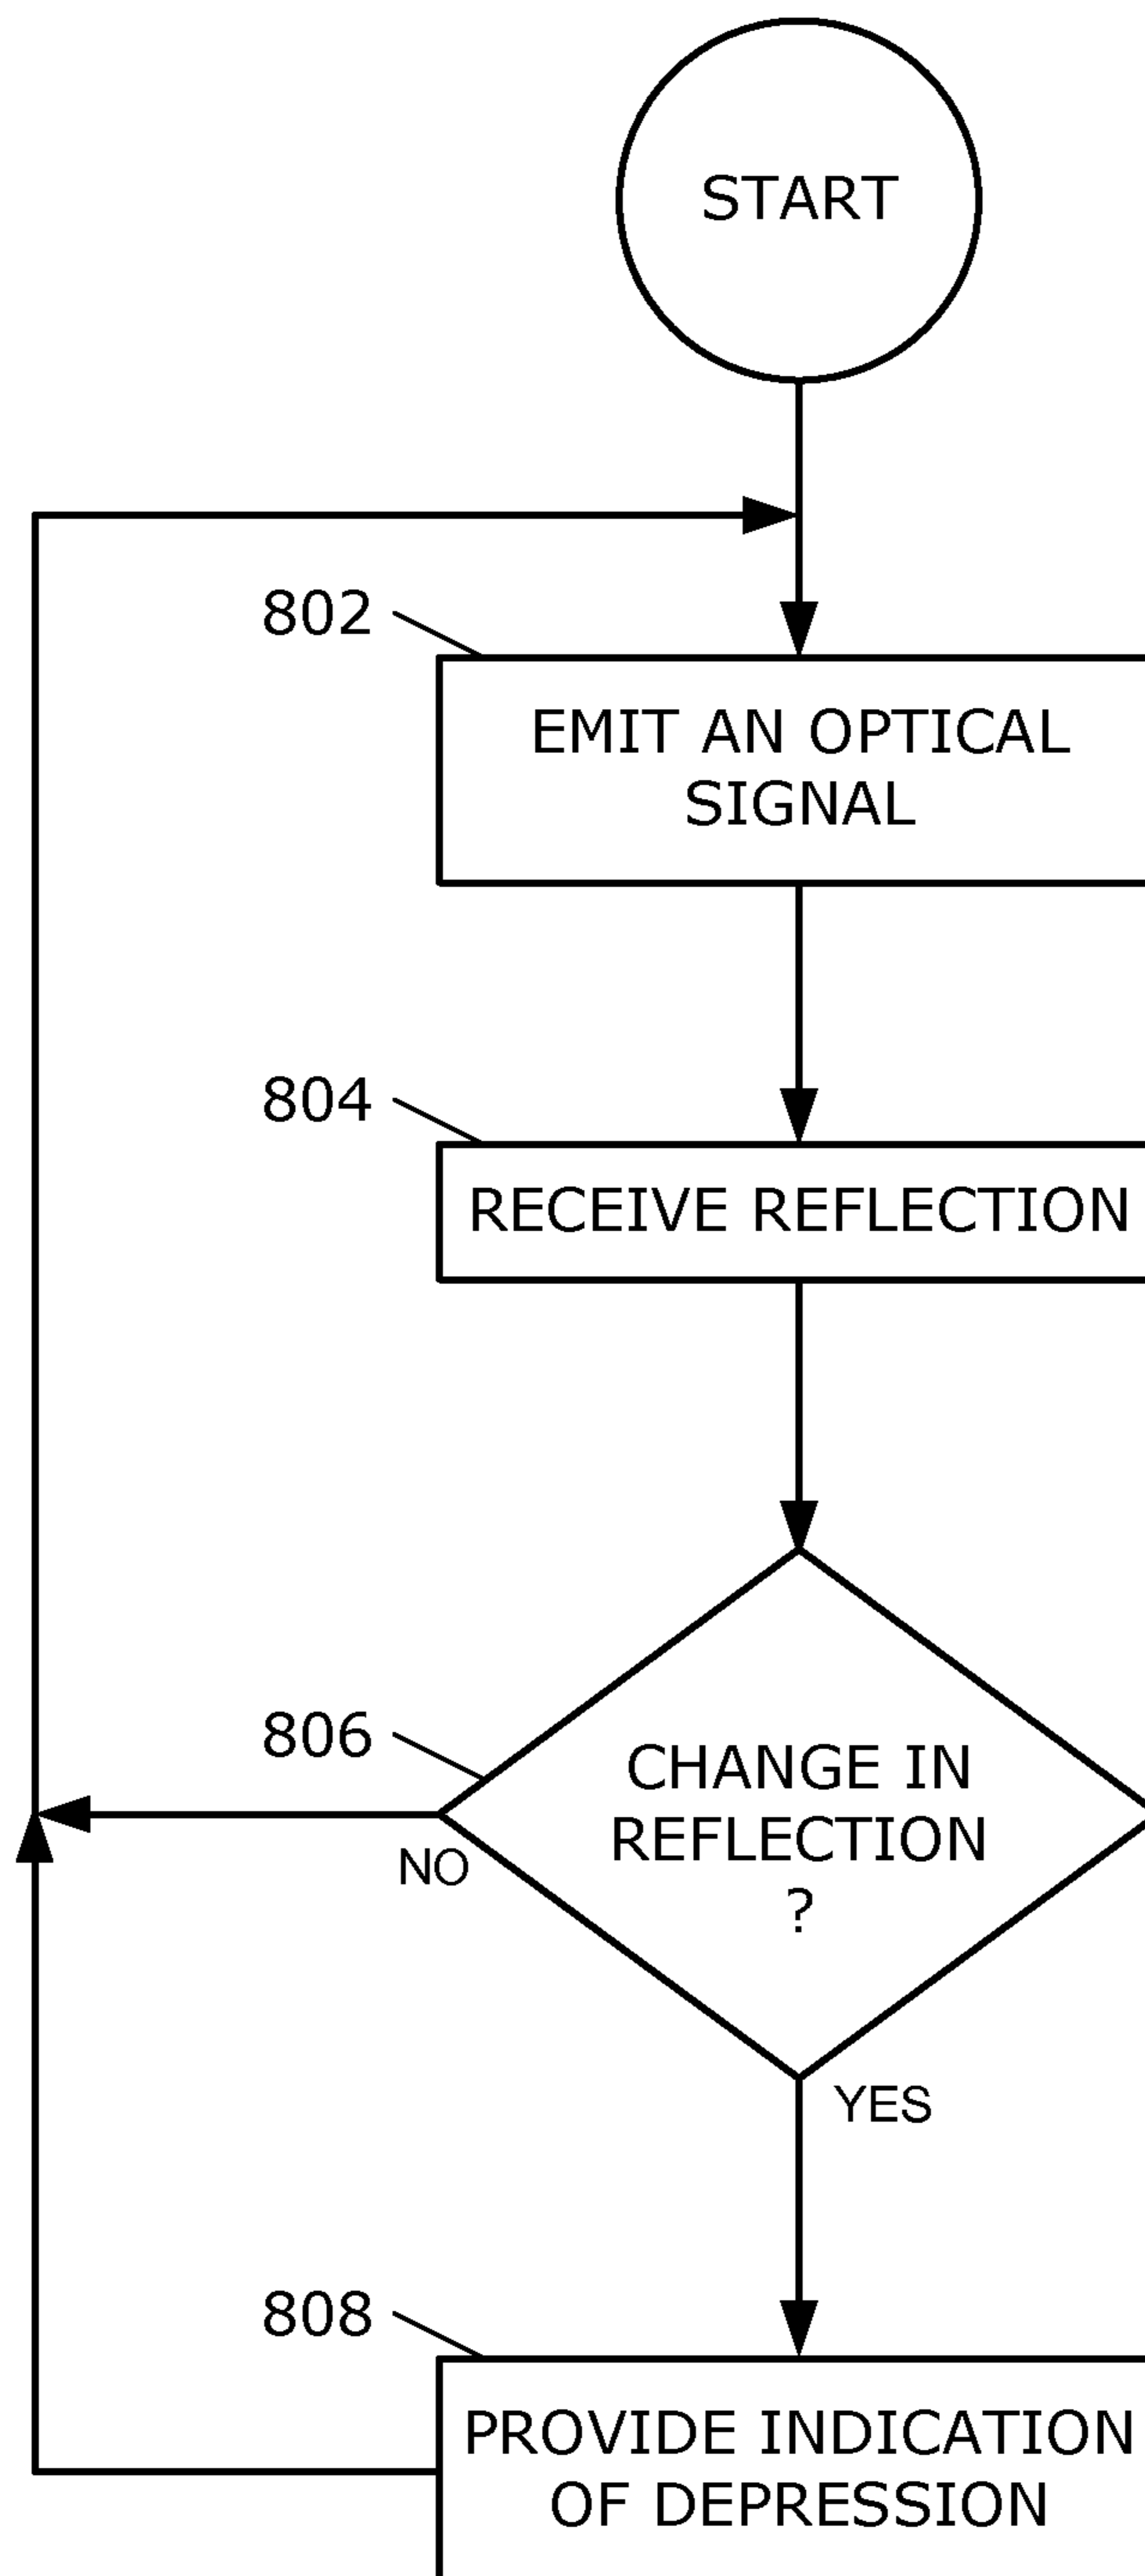 START
802
EMIT AN OPTICAL
SIGNAL
804
RECEIVE REFLECTION
806
CHANGE IN
REFLECTION
?
NO
YES
808
PROVIDE INDICATION
OF DEPRESSION